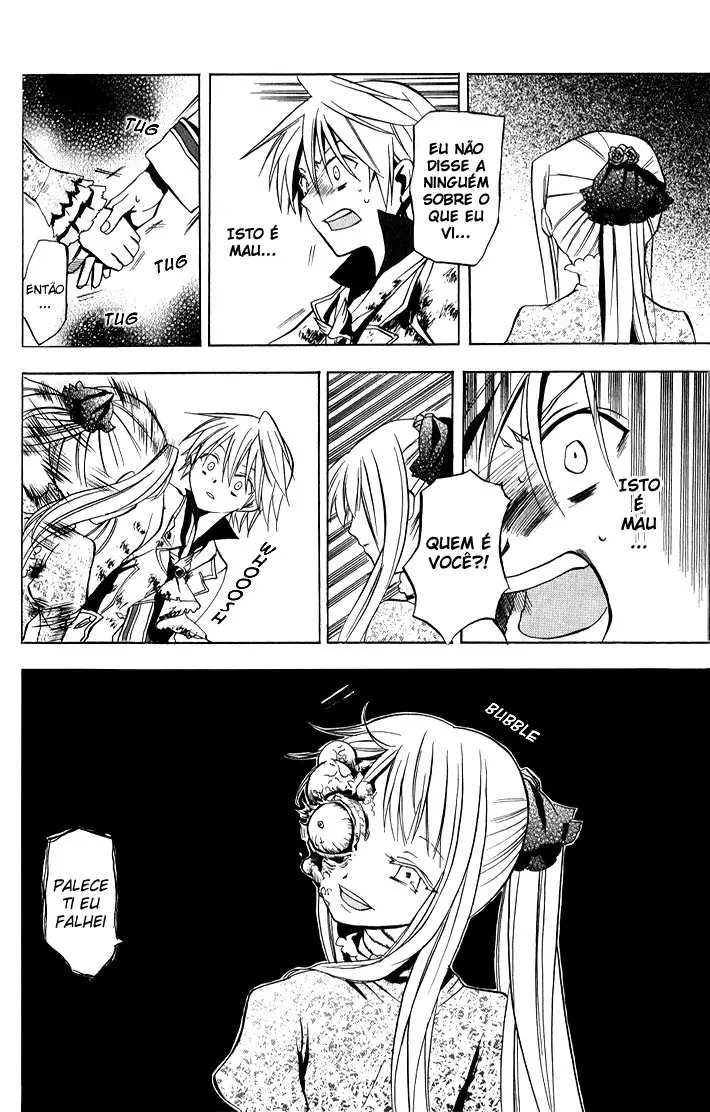 EU NÃO
DISSE A
NINGUÉM
SOBRE O
QUE EU
VI...
ISTO É
MAU...
TUG
TUG
TUG
ENTÃO
...
ISTO
É
MAU
...
QUEM É
VOCÊ?!
WHOOOSH
BUBBLE
PALECE
TI EU
FALHEI